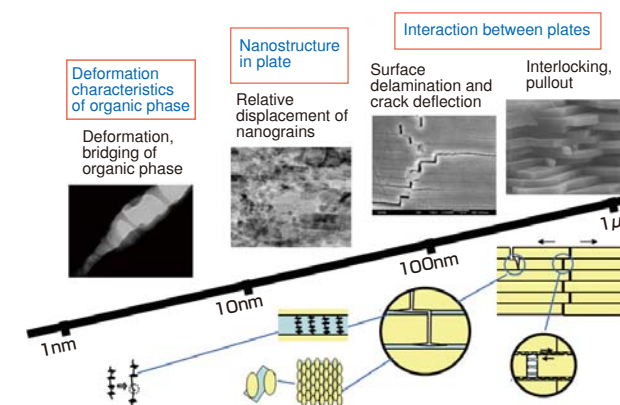 Deformation
characteristics
of organic phase
Deformation,
bridging of
organic phase
Nanostructure
in plate
Relative
displacement of
nanograins
Interaction between plates
Surface
delamination and
crack deflection
Interlocking,
pullout
1nm
10nm
100nm
1μ